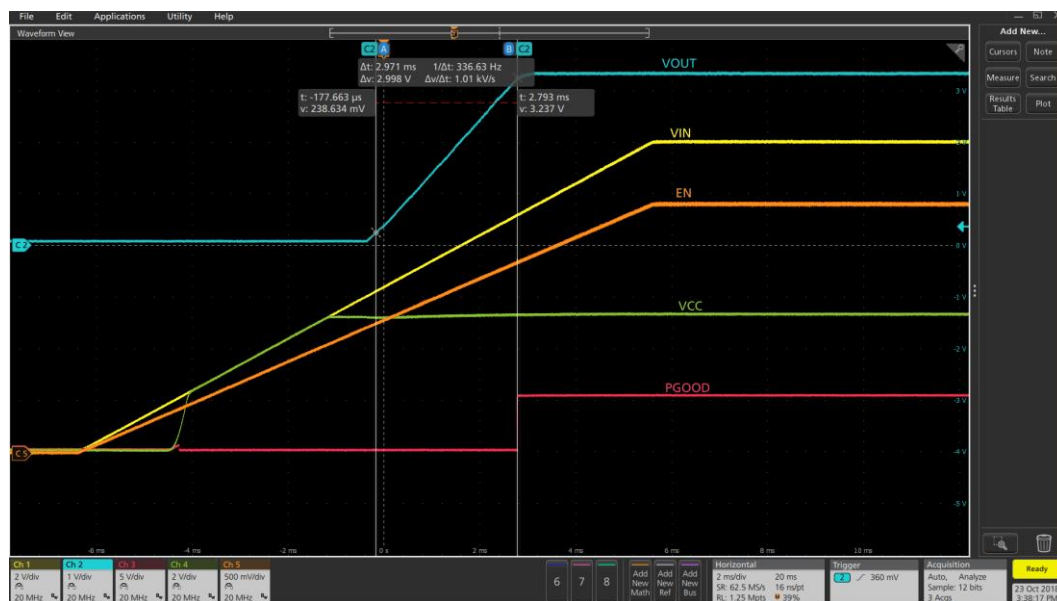 File Edit Applications Utility Help
Waveform View
Add New...
Cursors Note
Measure Search
Results Table Plot
C2 A B C2
Δt: 2.971 ms 1/Δt: 336.63 Hz
Δv: 2.998 V Δv/Δt: 1.01 kV/s
t: -177.663 µs
v: 238.634 mV
t: 2.793 ms
v: 3.237 V
VOUT
3 V
VIN
1 V
EN
C 2
0 V
-1 V
VCC
-2 V
PGOOD
-3 V
C 5
-4 V
-5 V
-6 ms -4 ms -2 ms 0 s 2 ms 4 ms 6 ms 8 ms 10 ms
Ch 1
2 V/div
20 MHz
Ch 2
1 V/div
20 MHz
Ch 3
5 V/div
20 MHz
Ch 4
2 V/div
20 MHz
Ch 5
500 mV/div
20 MHz
6 7 8
Add New Math
Add New Ref
Add New Bus
Horizontal
2 ms/div 20 ms
SR: 62.5 MS/s 16 ns/pt
RL: 1.25 Mpts 39%
Trigger
2 360 mV
Acquisition
Auto, Analyze
Sample: 12 bits
3 Acqs
Ready
3:38:17 PM